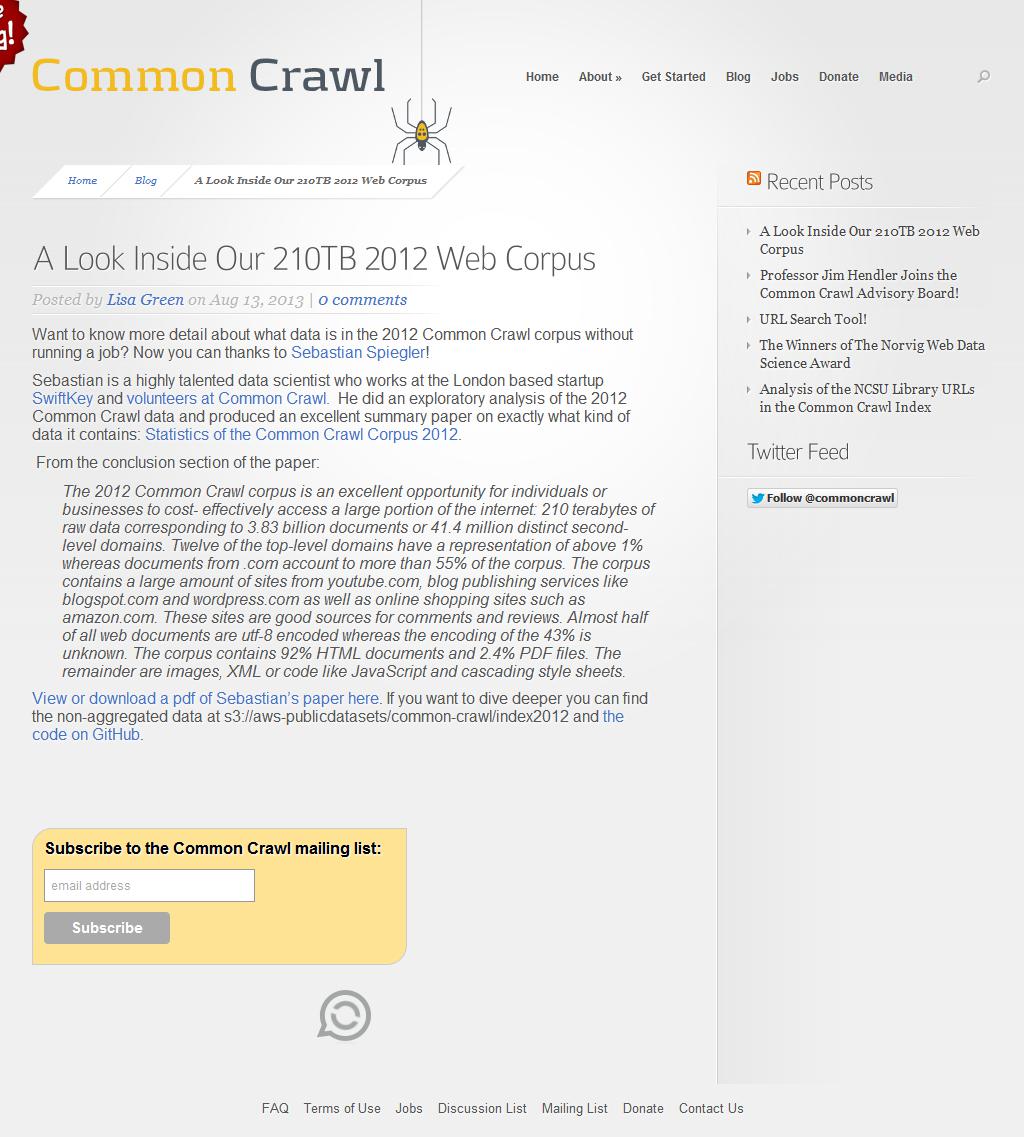 g!
Common Crawl
Home About » Get Started Blog Jobs Donate Media
Home Blog A Look Inside Our 210TB 2012 Web Corpus
A Look Inside Our 210TB 2012 Web Corpus
Posted by Lisa Green on Aug 13, 2013 | 0 comments
Want to know more detail about what data is in the 2012 Common Crawl corpus without
running a job? Now you can thanks to Sebastian Spiegler!
Sebastian is a highly talented data scientist who works at the London based startup
SwiftKey and volunteers at Common Crawl. He did an exploratory analysis of the 2012
Common Crawl data and produced an excellent summary paper on exactly what kind of
data it contains: Statistics of the Common Crawl Corpus 2012.
From the conclusion section of the paper:
The 2012 Common Crawl corpus is an excellent opportunity for individuals or
businesses to cost- effectively access a large portion of the internet: 210 terabytes of
raw data corresponding to 3.83 billion documents or 41.4 million distinct second-
level domains. Twelve of the top-level domains have a representation of above 1%
whereas documents from .com account to more than 55% of the corpus. The corpus
contains a large amount of sites from youtube.com, blog publishing services like
blogspot.com and wordpress.com as well as online shopping sites such as
amazon.com. These sites are good sources for comments and reviews. Almost half
of all web documents are utf-8 encoded whereas the encoding of the 43% is
unknown. The corpus contains 92% HTML documents and 2.4% PDF files. The
remainder are images, XML or code like JavaScript and cascading style sheets.
View or download a pdf of Sebastian's paper here. If you want to dive deeper you can find
the non-aggregated data at s3://aws-publicdatasets/common-crawl/index2012 and the
code on GitHub.
Subscribe to the Common Crawl mailing list:
email address
Subscribe
Recent Posts
A Look Inside Our 210TB 2012 Web
Corpus
Professor Jim Hendler Joins the
Common Crawl Advisory Board!
URL Search Tool!
The Winners of The Norvig Web Data
Science Award
Analysis of the NCSU Library URLs
in the Common Crawl Index
Twitter Feed
Follow @commoncrawl
FAQ Terms of Use Jobs Discussion List Mailing List Donate Contact Us